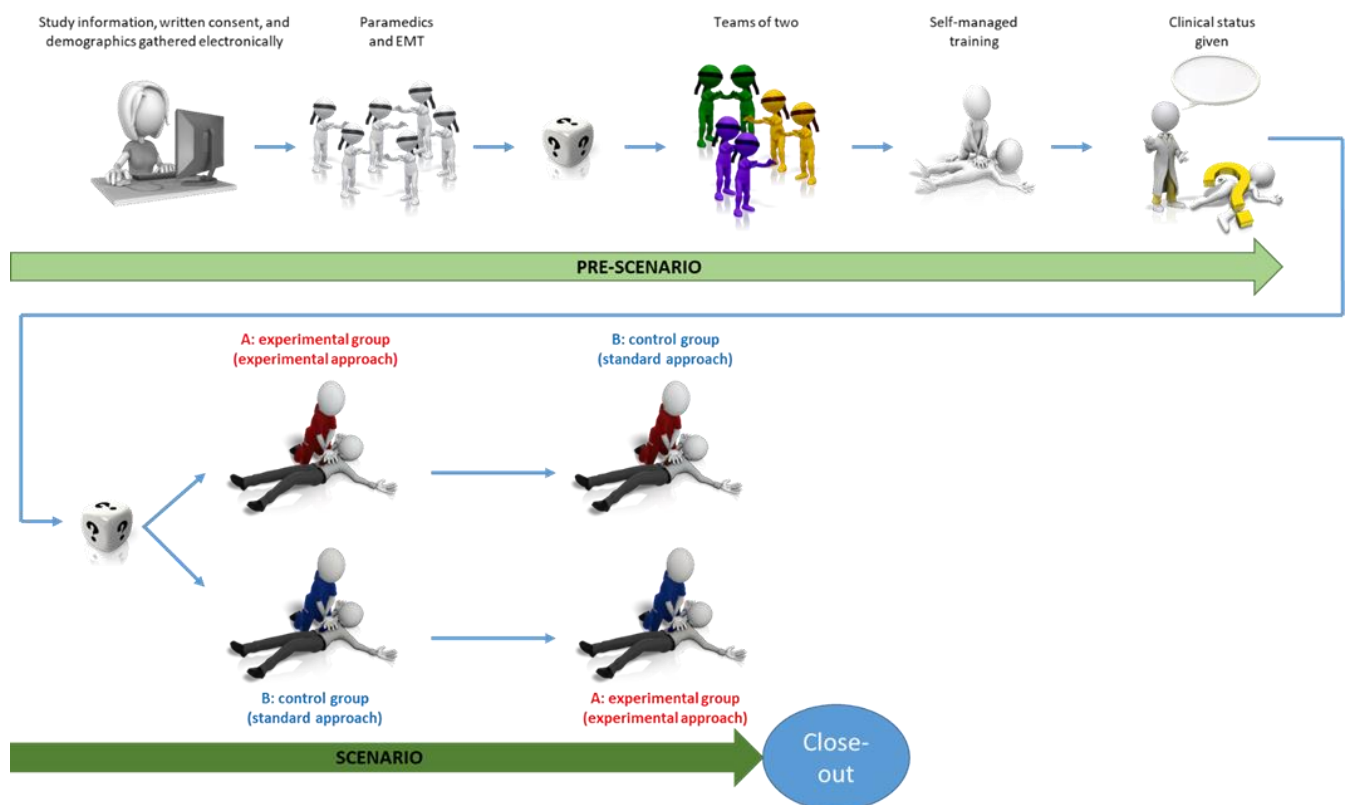 Study information, written consent, and
demographics gathered electronically
Paramedics
and EMT
Teams of two
Self-managed
training
Clinical status
given
? ? ?
?
PRE-SCENARIO
A: experimental group
(experimental approach)
B: control group
(standard approach)
? ? ?
B: control group
(standard approach)
A: experimental group
(experimental approach)
SCENARIO
Close-
out